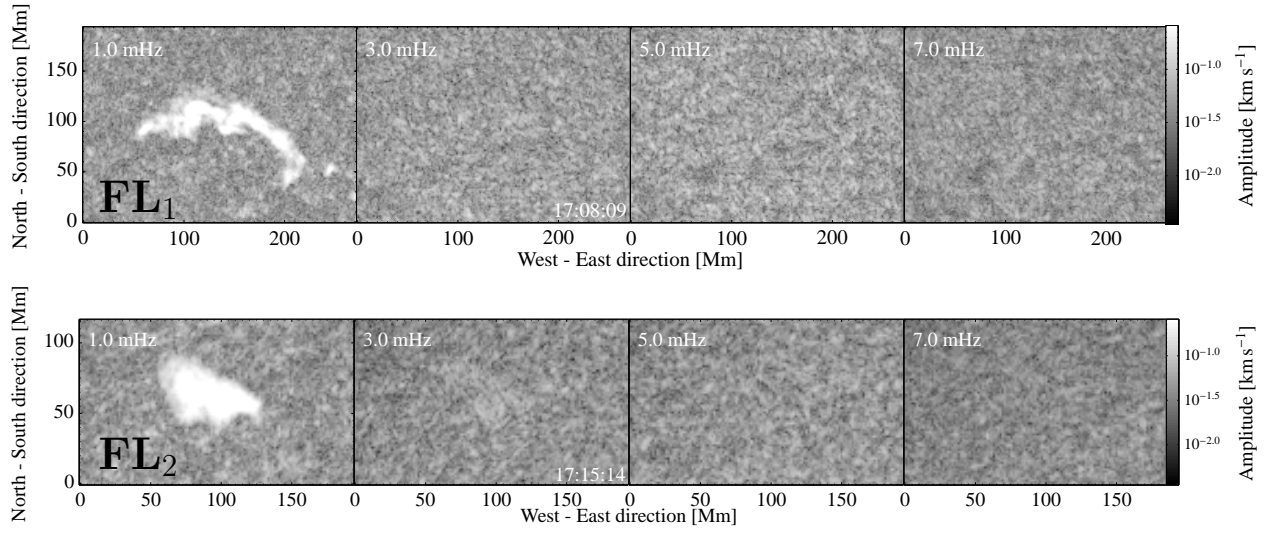 North - South direction [Mm]
150
100
50
0
1.0 mHz
3.0 mHz
5.0 mHz
7.0 mHz
FL₁
17:08:09
0 100 200 0 100 200 0 100 200 0 100 200
West - East direction [Mm]
10⁻¹·⁰
10⁻¹·⁵
10⁻²·⁰
Amplitude [km s⁻¹]
North - South direction [Mm]
100
50
0
1.0 mHz
3.0 mHz
5.0 mHz
7.0 mHz
FL₂
17:15:14
0 50 100 150 0 50 100 150 0 50 100 150 0 50 100 150
West - East direction [Mm]
10⁻¹·⁰
10⁻¹·⁵
10⁻²·⁰
Amplitude [km s⁻¹]